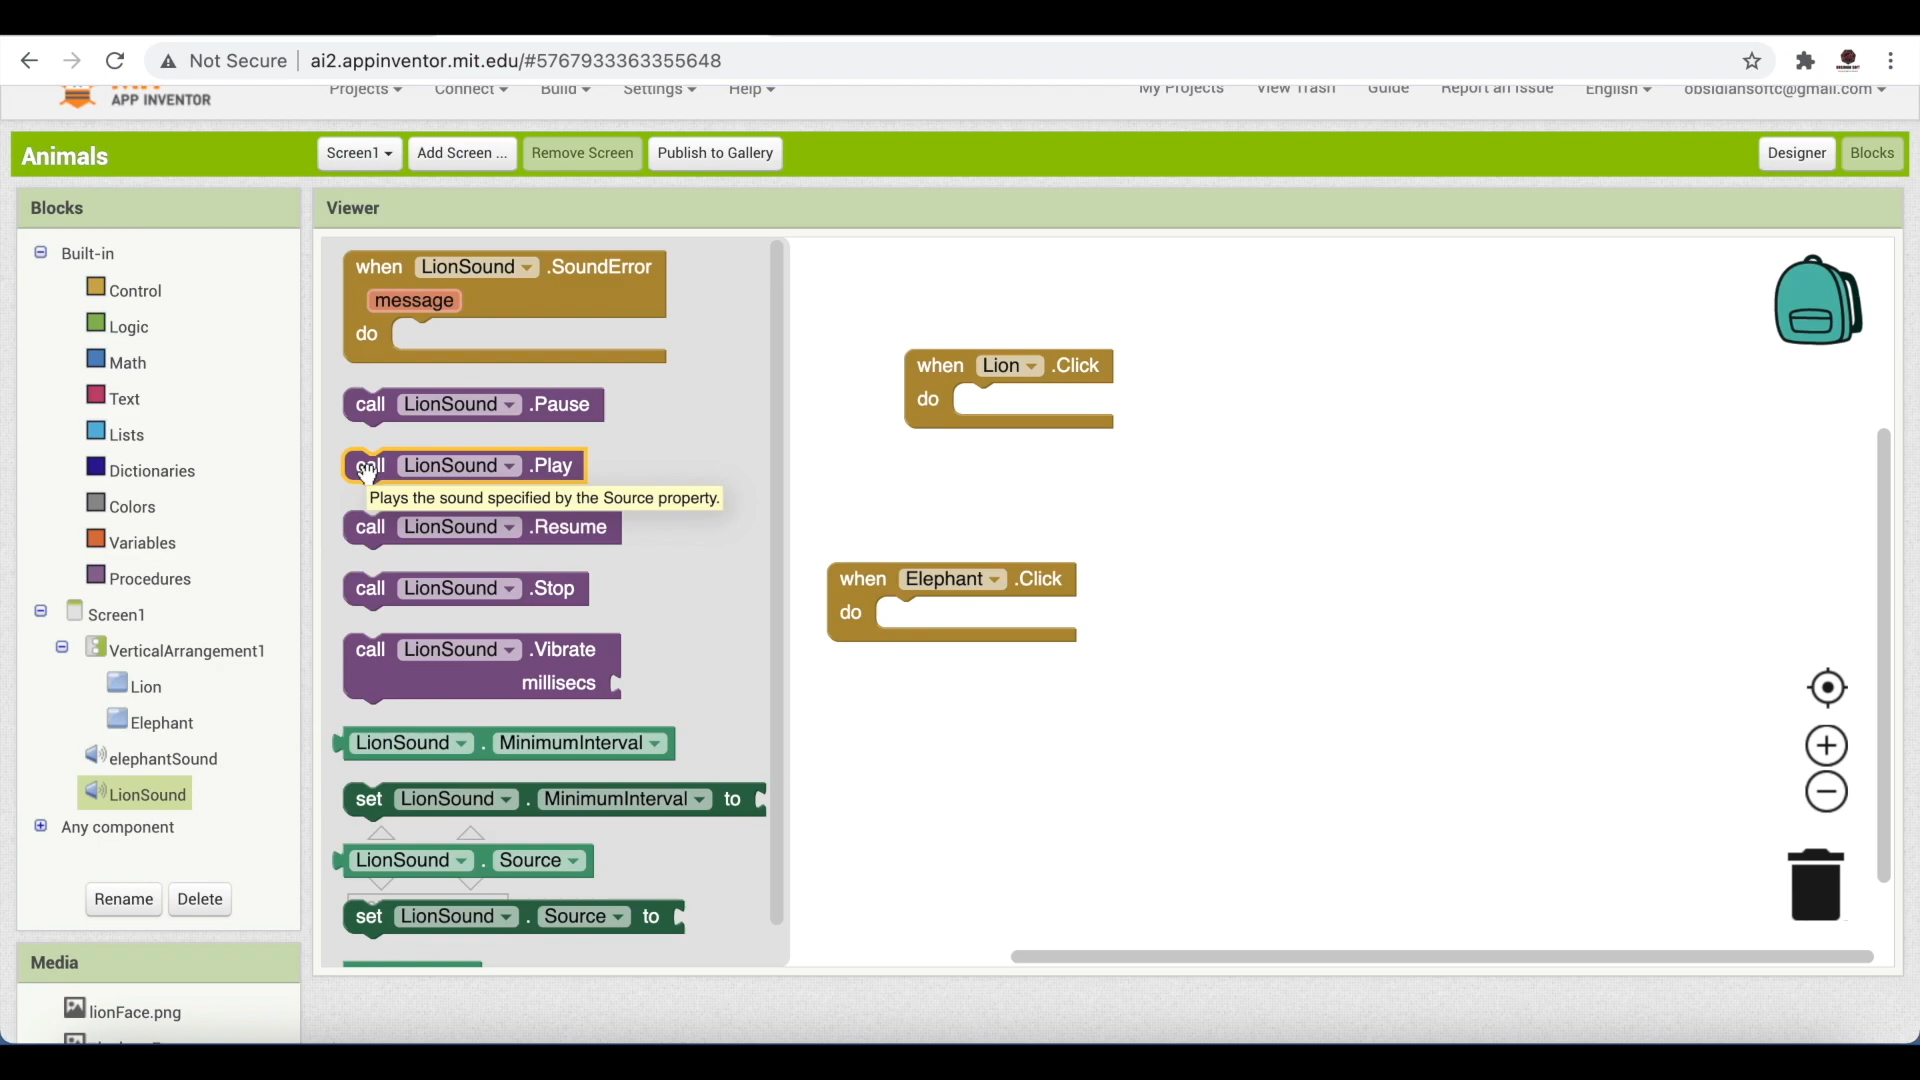 Not Secure ai2.appinventor.mit.edu/#5767933363355648
APP INVENTOR Projects Connect Build Settings Help My Projects View Trash Guide Report an Issue English obsidiansoftc@gmail.com
Animals Screen1 Add Screen ... Remove Screen Publish to Gallery Designer Blocks
Blocks
Viewer
Built-in
Control
Logic
Math
Text
Lists
Dictionaries
Colors
Variables
Procedures
Screen1
VerticalArrangement1
Lion
Elephant
elephantSound
LionSound
Any component
Rename Delete
Media
lionFace.png
when LionSound .SoundError
message
do
call LionSound .Pause
call LionSound .Play
Plays the sound specified by the Source property.
call LionSound .Resume
call LionSound .Stop
call LionSound .Vibrate
millisecs
LionSound . MinimumInterval
set LionSound . MinimumInterval to
LionSound . Source
set LionSound . Source to
when Lion .Click
do
when Elephant .Click
do